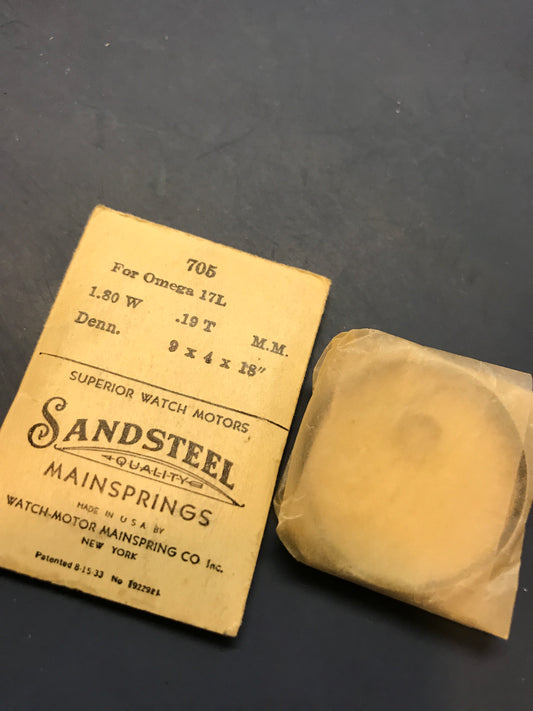 705
For Omega 17L
1.80 W .19 T M.M.
Denn. 9 x 4 x 18"
SUPERIOR WATCH MOTORS
SANDSTEEL
QUALITY
MAINSPRINGS
MADE IN U S A BY
WATCH-MOTOR MAINSPRING CO Inc.
NEW YORK
Patented 8-15-33 No